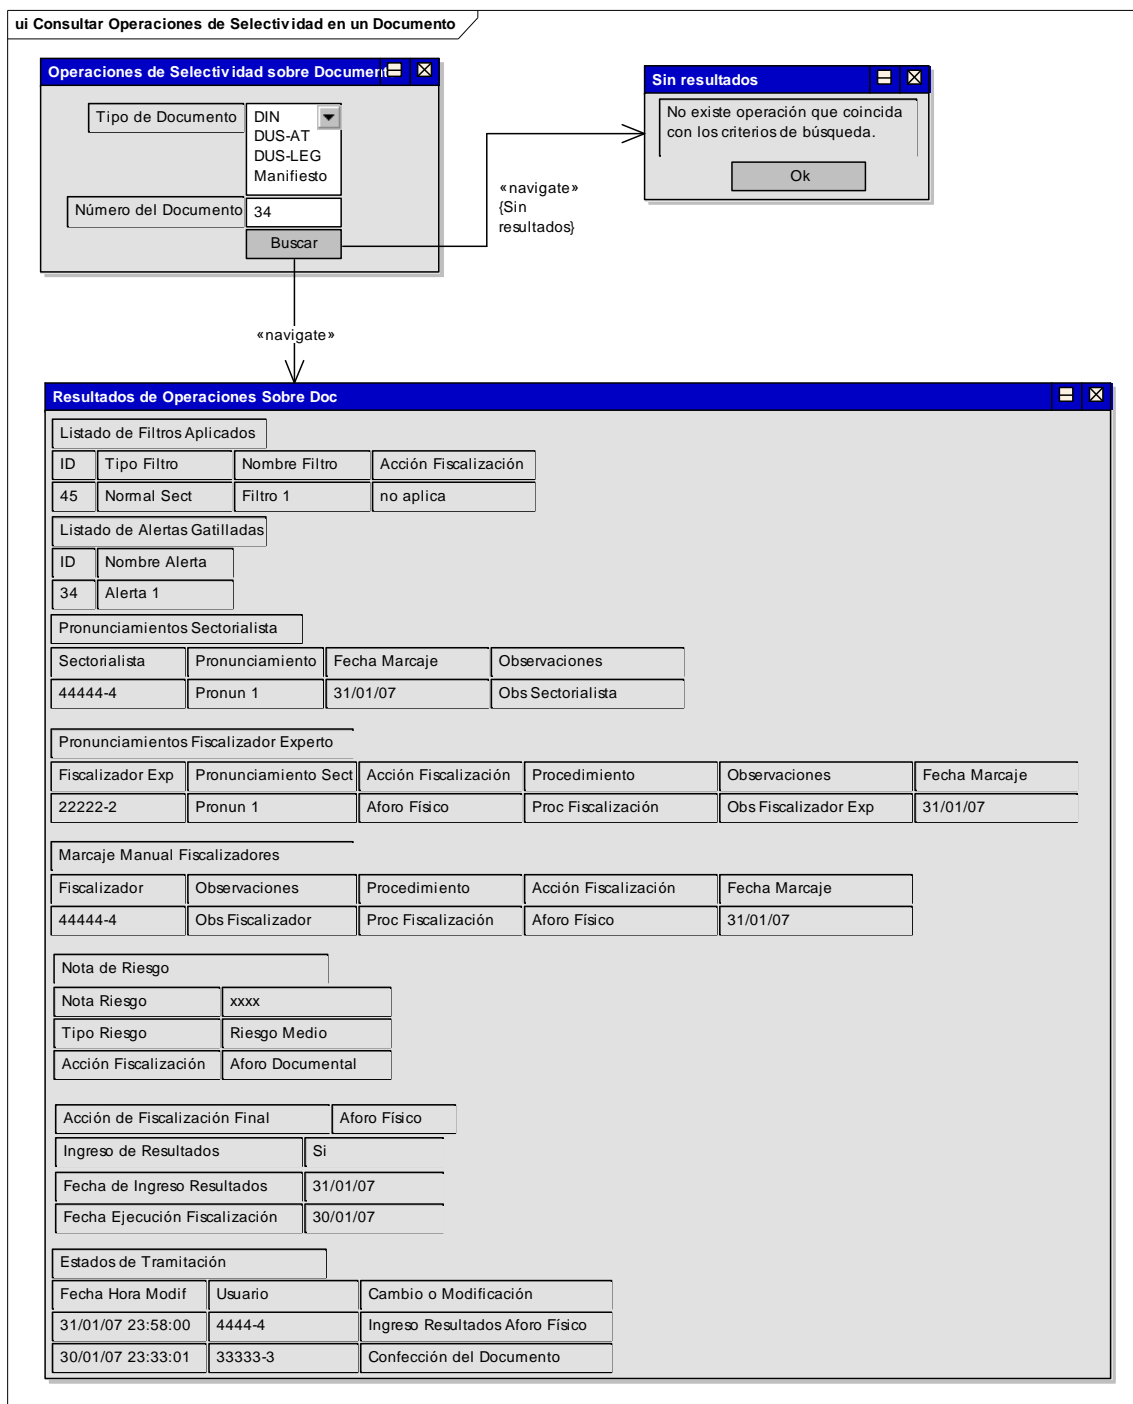 ui Consultar Operaciones de Selectividad en un Documento
Operaciones de Selectividad sobre Document
Tipo de Documento
DIN
DUS-AT
DUS-LEG
Manifiesto
Número del Documento
34
Buscar
Sin resultados
No existe operación que coincida
con los criterios de búsqueda.
Ok
«navigate»
{Sin
resultados}
«navigate»
Resultados de Operaciones Sobre Doc
Listado de Filtros Aplicados
ID Tipo Filtro Nombre Filtro Acción Fiscalización
45 Normal Sect Filtro 1 no aplica
Listado de Alertas Gatilladas
ID Nombre Alerta
34 Alerta 1
Pronunciamientos Sectorialista
Sectorialista Pronunciamiento Fecha Marcaje Observaciones
44444-4 Pronun 1 31/01/07 Obs Sectorialista
Pronunciamientos Fiscalizador Experto
Fiscalizador Exp Pronunciamiento Sect Acción Fiscalización Procedimiento Observaciones Fecha Marcaje
22222-2 Pronun 1 Aforo Físico Proc Fiscalización Obs Fiscalizador Exp 31/01/07
Marcaje Manual Fiscalizadores
Fiscalizador Observaciones Procedimiento Acción Fiscalización Fecha Marcaje
44444-4 Obs Fiscalizador Proc Fiscalización Aforo Físico 31/01/07
Nota de Riesgo
Nota Riesgo xxxx
Tipo Riesgo Riesgo Medio
Acción Fiscalización Aforo Documental
Acción de Fiscalización Final Aforo Físico
Ingreso de Resultados Si
Fecha de Ingreso Resultados 31/01/07
Fecha Ejecución Fiscalización 30/01/07
Estados de Tramitación
Fecha Hora Modif Usuario Cambio o Modificación
31/01/07 23:58:00 4444-4 Ingreso Resultados Aforo Físico
30/01/07 23:33:01 33333-3 Confección del Documento